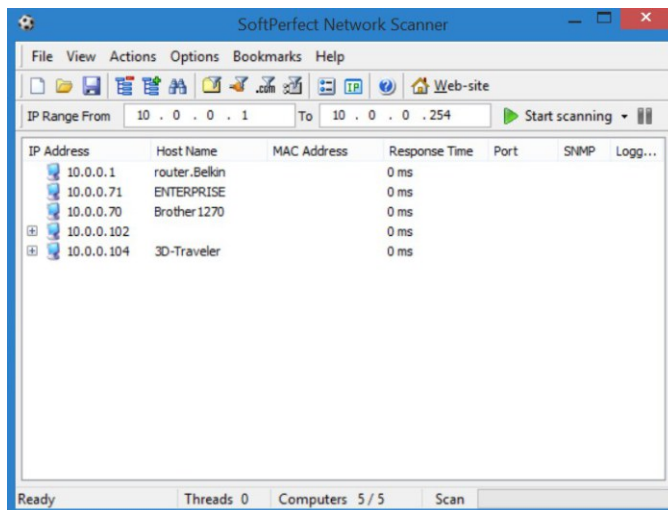 SoftPerfect Network Scanner
File View Actions Options Bookmarks Help
.com IP Web-site
IP Range From 10 . 0 . 0 . 1 To 10 . 0 . 0 . 254 Start scanning
IP Address Host Name MAC Address Response Time Port SNMP Logg...
10.0.0.1 router.Belkin 0 ms
10.0.0.71 ENTERPRISE 0 ms
10.0.0.70 Brother1270 0 ms
10.0.0.102 0 ms
10.0.0.104 3D-Traveler 0 ms
Ready Threads 0 Computers 5/5 Scan